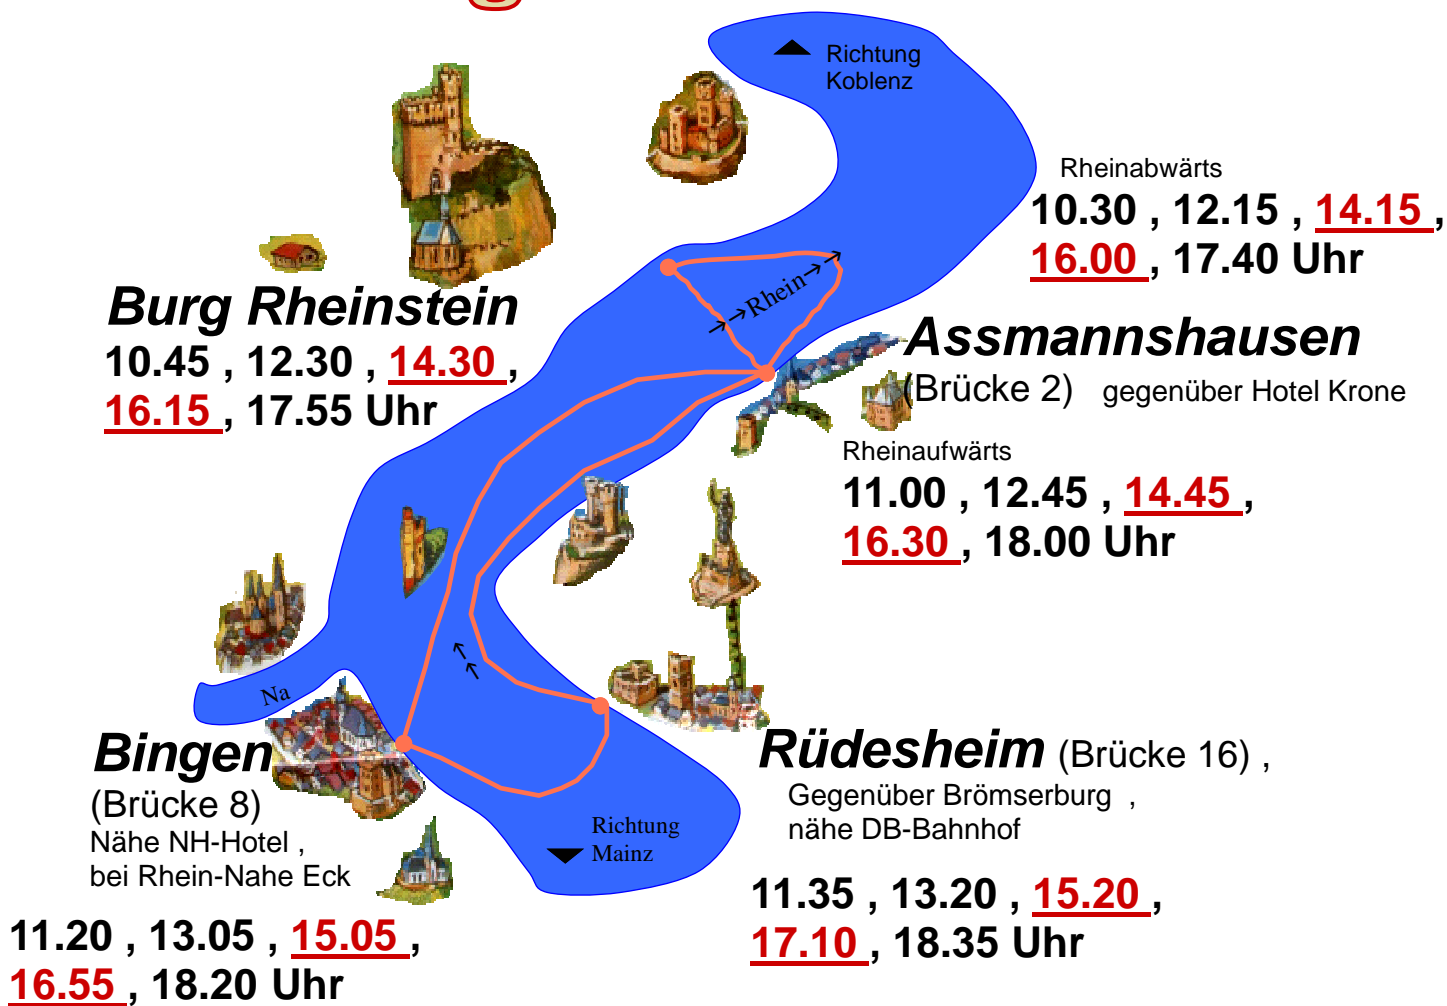 Richtung
Koblenz
Rheinabwärts
10.30 , 12.15 , 14.15 ,
16.00 , 17.40 Uhr
Rhein
Burg Rheinstein
10.45 , 12.30 , 14.30 ,
16.15 , 17.55 Uhr
Assmannshausen
(Brücke 2) gegenüber Hotel Krone
Rheinaufwärts
11.00 , 12.45 , 14.45 ,
16.30 , 18.00 Uhr
Na
Bingen
(Brücke 8)
Nähe NH-Hotel ,
bei Rhein-Nahe Eck
11.20 , 13.05 , 15.05 ,
16.55 , 18.20 Uhr
Richtung
Mainz
Rüdesheim (Brücke 16) ,
Gegenüber Brömserburg ,
nähe DB-Bahnhof
11.35 , 13.20 , 15.20 ,
17.10 , 18.35 Uhr